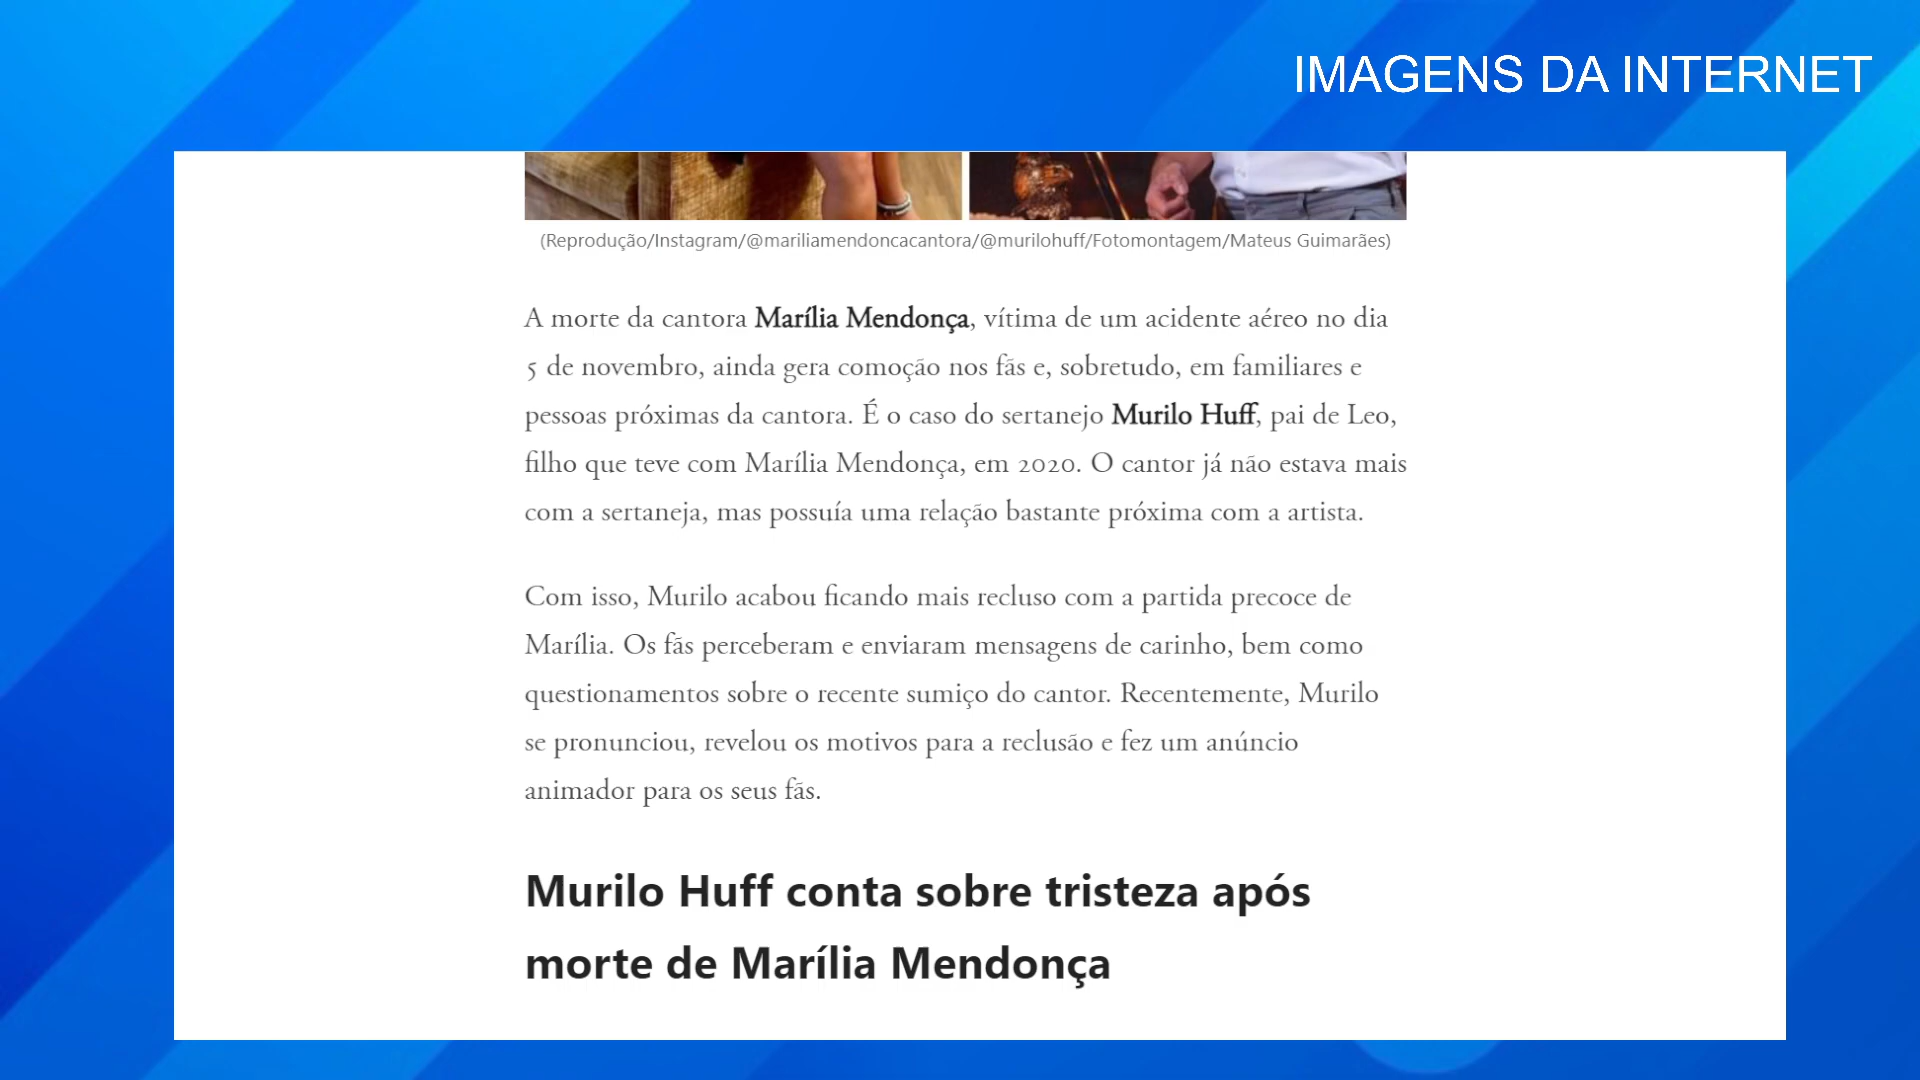 IMAGENS DA INTERNET
(Reprodução/Instagram/@mariliamendoncacantora/@murilohuff/Fotomontagem/Mateus Guimarães)
A morte da cantora Marília Mendonça, vítima de um acidente aéreo no dia
5 de novembro, ainda gera comoção nos fãs e, sobretudo, em familiares e
pessoas próximas da cantora. É o caso do sertanejo Murilo Huff, pai de Leo,
filho que teve com Marília Mendonça, em 2020. O cantor já não estava mais
com a sertaneja, mas possuía uma relação bastante próxima com a artista.
Com isso, Murilo acabou ficando mais recluso com a partida precoce de
Marília. Os fãs perceberam e enviaram mensagens de carinho, bem como
questionamentos sobre o recente sumiço do cantor. Recentemente, Murilo
se pronunciou, revelou os motivos para a reclusão e fez um anúncio
animador para os seus fãs.
Murilo Huff conta sobre tristeza após
morte de Marília Mendonça